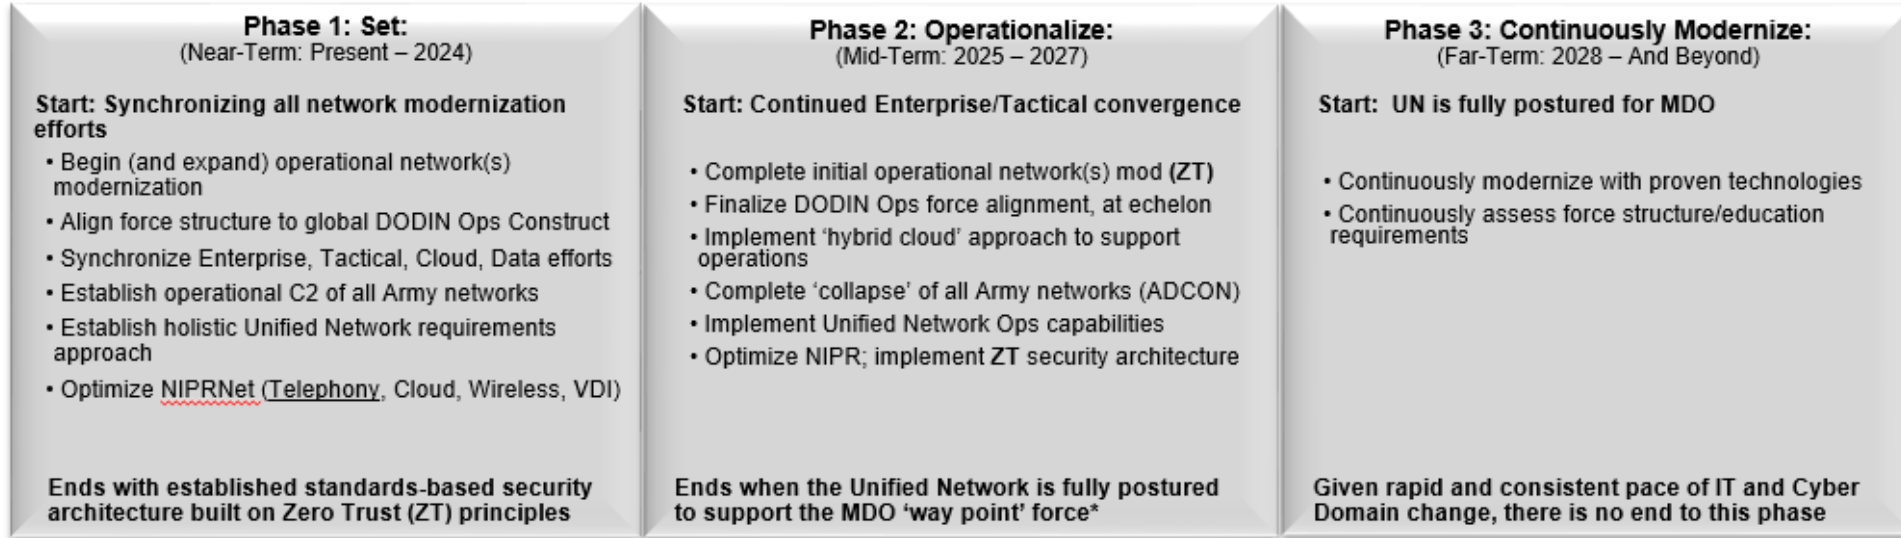 Phase 1: Set:
(Near-Term: Present – 2024)
Start: Synchronizing all network modernization
efforts
• Begin (and expand) operational network(s)
modernization
• Align force structure to global DODIN Ops Construct
• Synchronize Enterprise, Tactical, Cloud, Data efforts
• Establish operational C2 of all Army networks
• Establish holistic Unified Network requirements
approach
• Optimize NIPRNet (Telephony, Cloud, Wireless, VDI)
Ends with established standards-based security
architecture built on Zero Trust (ZT) principles
Phase 2: Operationalize:
(Mid-Term: 2025 – 2027)
Start: Continued Enterprise/Tactical convergence
• Complete initial operational network(s) mod (ZT)
• Finalize DODIN Ops force alignment, at echelon
• Implement ‘hybrid cloud’ approach to support
operations
• Complete ‘collapse’ of all Army networks (ADCON)
• Implement Unified Network Ops capabilities
• Optimize NIPR; implement ZT security architecture
Ends when the Unified Network is fully postured
to support the MDO ‘way point’ force*
Phase 3: Continuously Modernize:
(Far-Term: 2028 – And Beyond)
Start: UN is fully postured for MDO
• Continuously modernize with proven technologies
• Continuously assess force structure/education
requirements
Given rapid and consistent pace of IT and Cyber
Domain change, there is no end to this phase